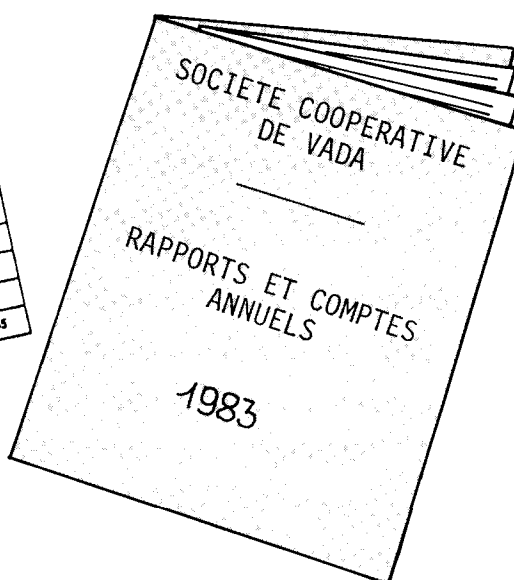 SOCIETE COOPERATIVE
DE VADA
RAPPORTS ET COMPTES
ANNUELS
1983